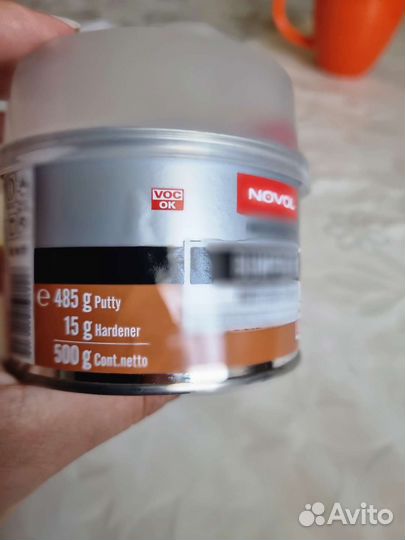 VOC
OK
NOVOL
e 485 g Putty
15 g Hardener
500 g Cont.netto
Avito